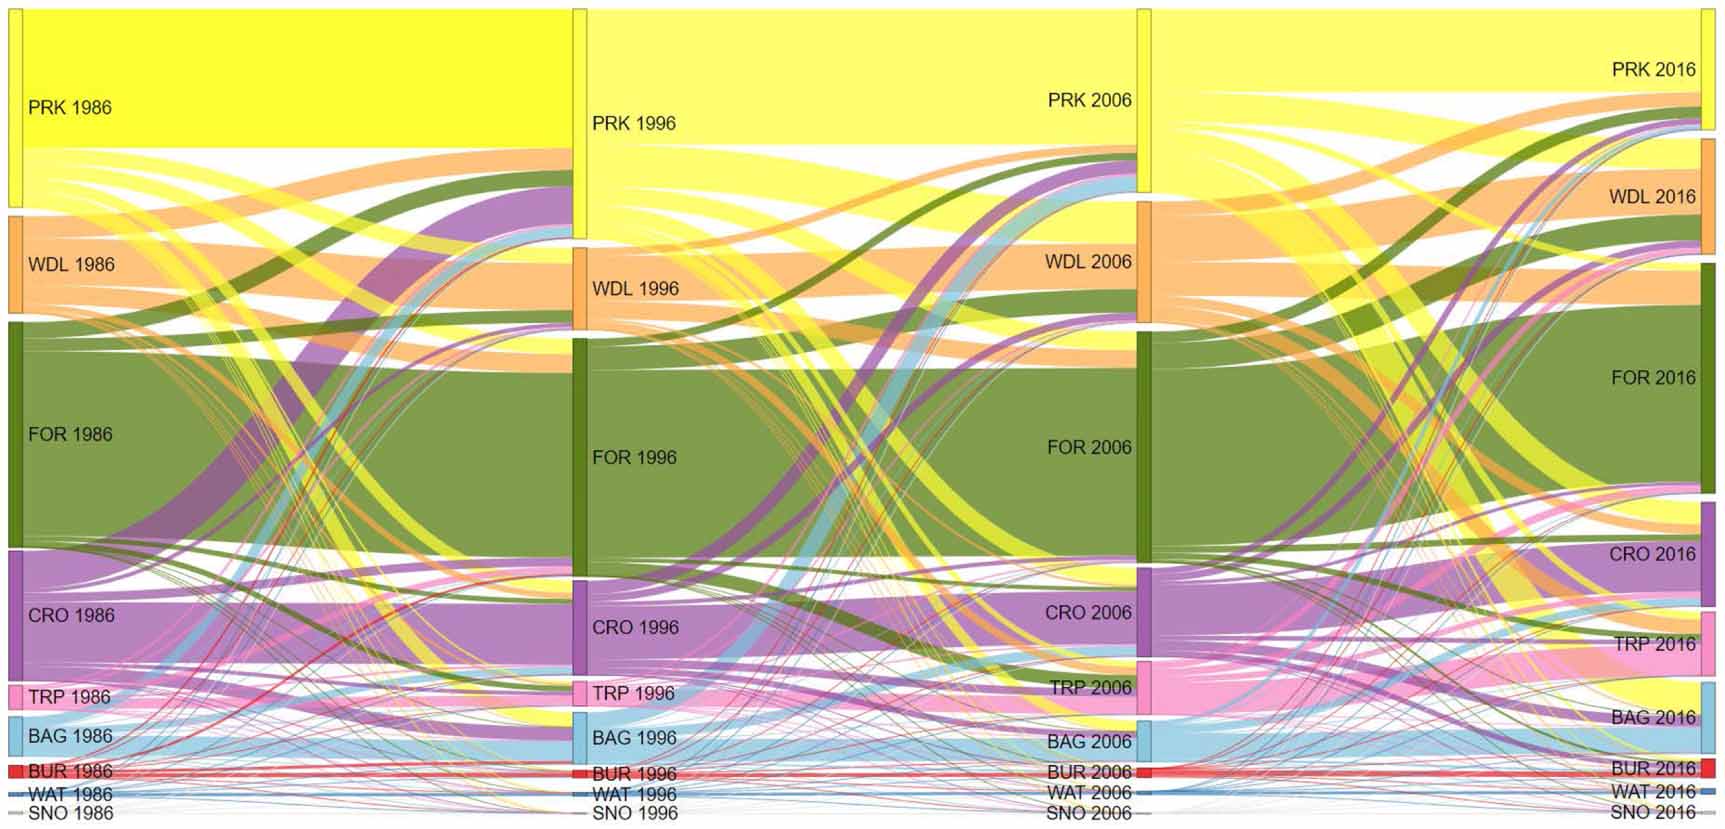 PRK 1986
WDL 1986
FOR 1986
CRO 1986
TRP 1986
BAG 1986
BUR 1986
WAT 1986
SNO 1986
PRK 1996
WDL 1996
FOR 1996
CRO 1996
TRP 1996
BAG 1996
BUR 1996
WAT 1996
SNO 1996
PRK 2006
WDL 2006
FOR 2006
CRO 2006
TRP 2006
BAG 2006
BUR 2006
WAT 2006
SNO 2006
PRK 2016
WDL 2016
FOR 2016
CRO 2016
TRP 2016
BAG 2016
BUR 2016
WAT 2016
SNO 2016